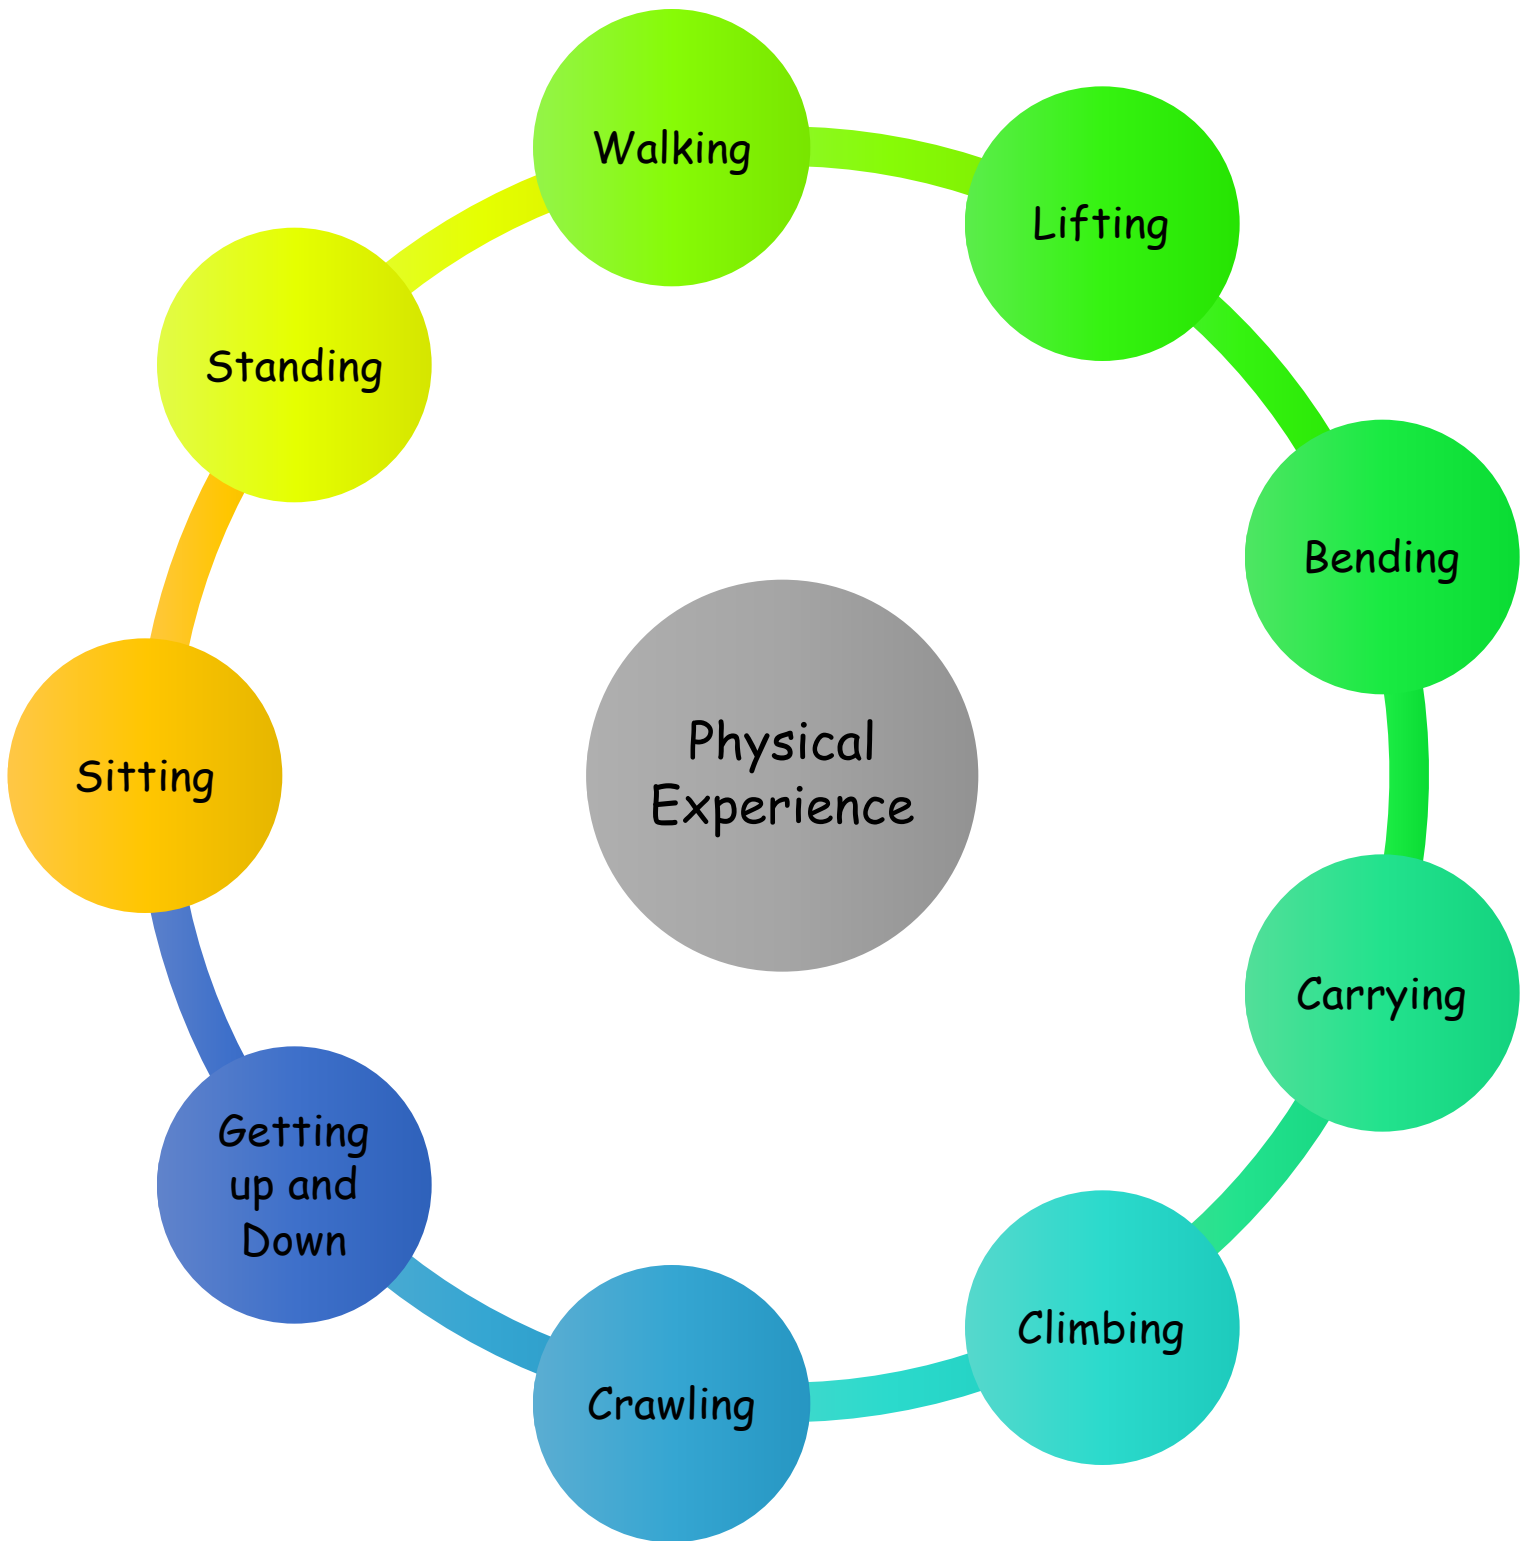 Walking
Lifting
Standing
Bending
Physical
Experience
Sitting
Carrying
Getting
up and
Down
Climbing
Crawling